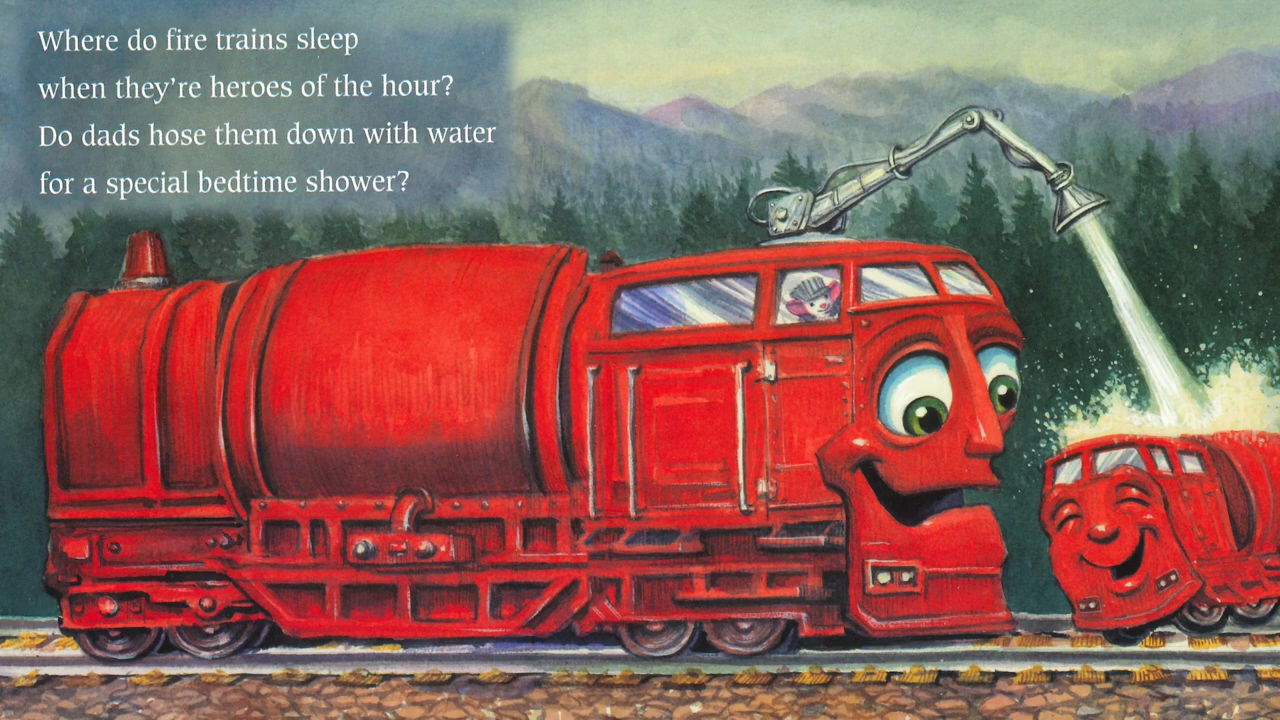 Where do fire trains sleep
when they’re heroes of the hour?
Do dads hose them down with water
for a special bedtime shower?